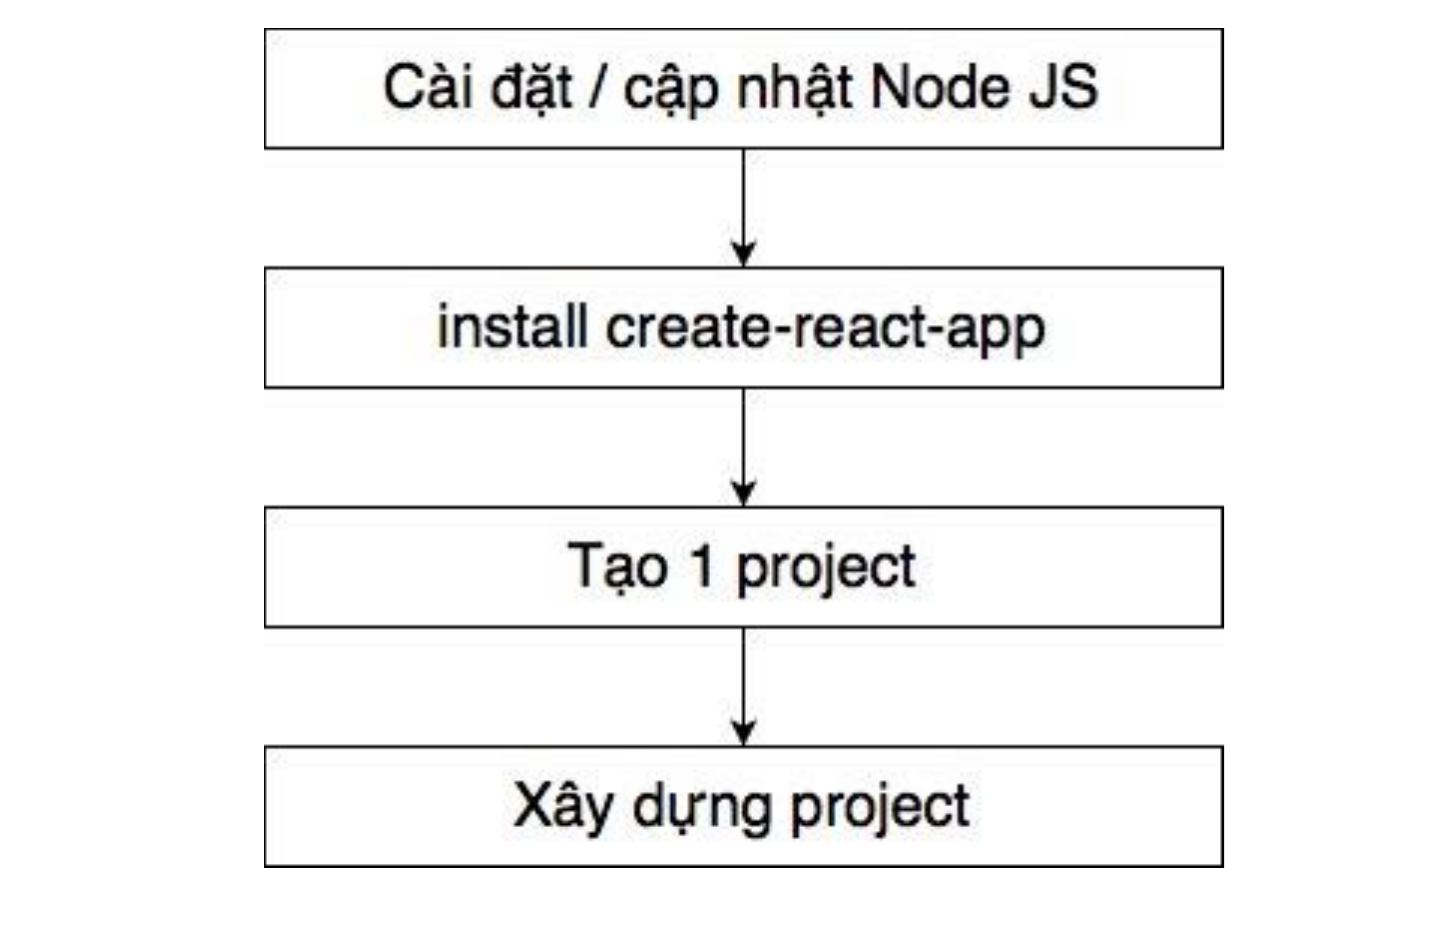 Cài đặt / cập nhật Node JS
install create-react-app
Tạo 1 project
Xây dựng project